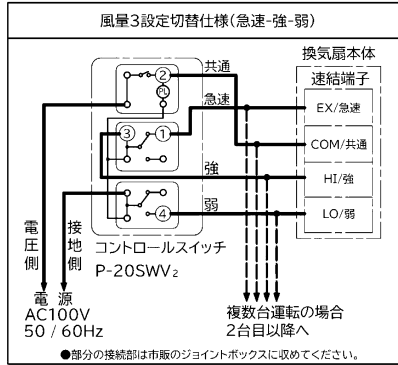 風量3設定切替仕様(急速-強-弱)
換気扇本体
速結端子
共通
② 
PL
急速
EX/急速
③ ①
COM/共通
強
HI/強
弱
④
LO/弱
電圧側
接地側
コントロールスイッチ
P-20SWV₂
電源
AC100V
50 / 60Hz
複数台運転の場合
2台目以降へ
●部分の接続部は市販のジョイントボックスに収めてください。